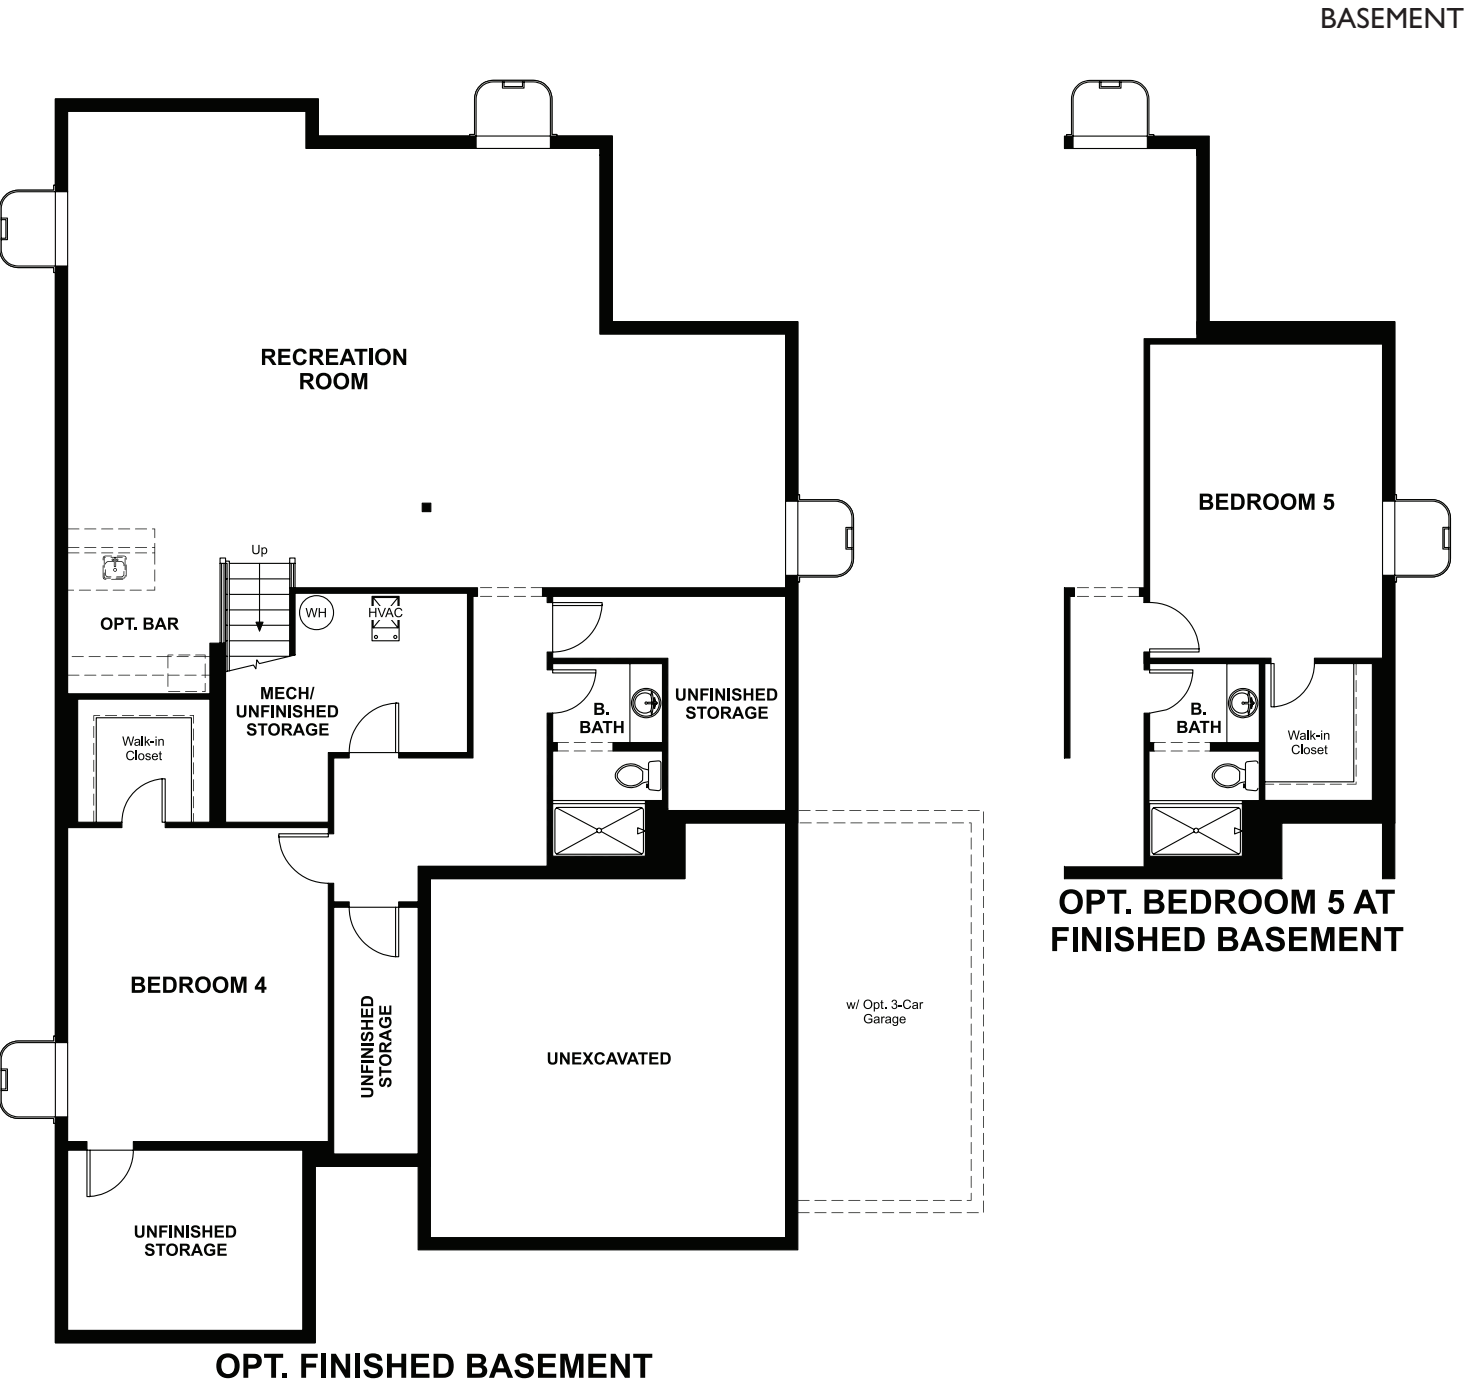 BASEMENT
RECREATION
ROOM
Up
WH
HVAC
OPT. BAR
MECH/
UNFINISHED
STORAGE
B.
BATH
UNFINISHED
STORAGE
Walk-in
Closet
BEDROOM 4
UNFINISHED
STORAGE
UNEXCAVATED
w/ Opt. 3-Car
Garage
UNFINISHED
STORAGE
OPT. FINISHED BASEMENT
BEDROOM 5
B.
BATH
Walk-in
Closet
OPT. BEDROOM 5 AT
FINISHED BASEMENT